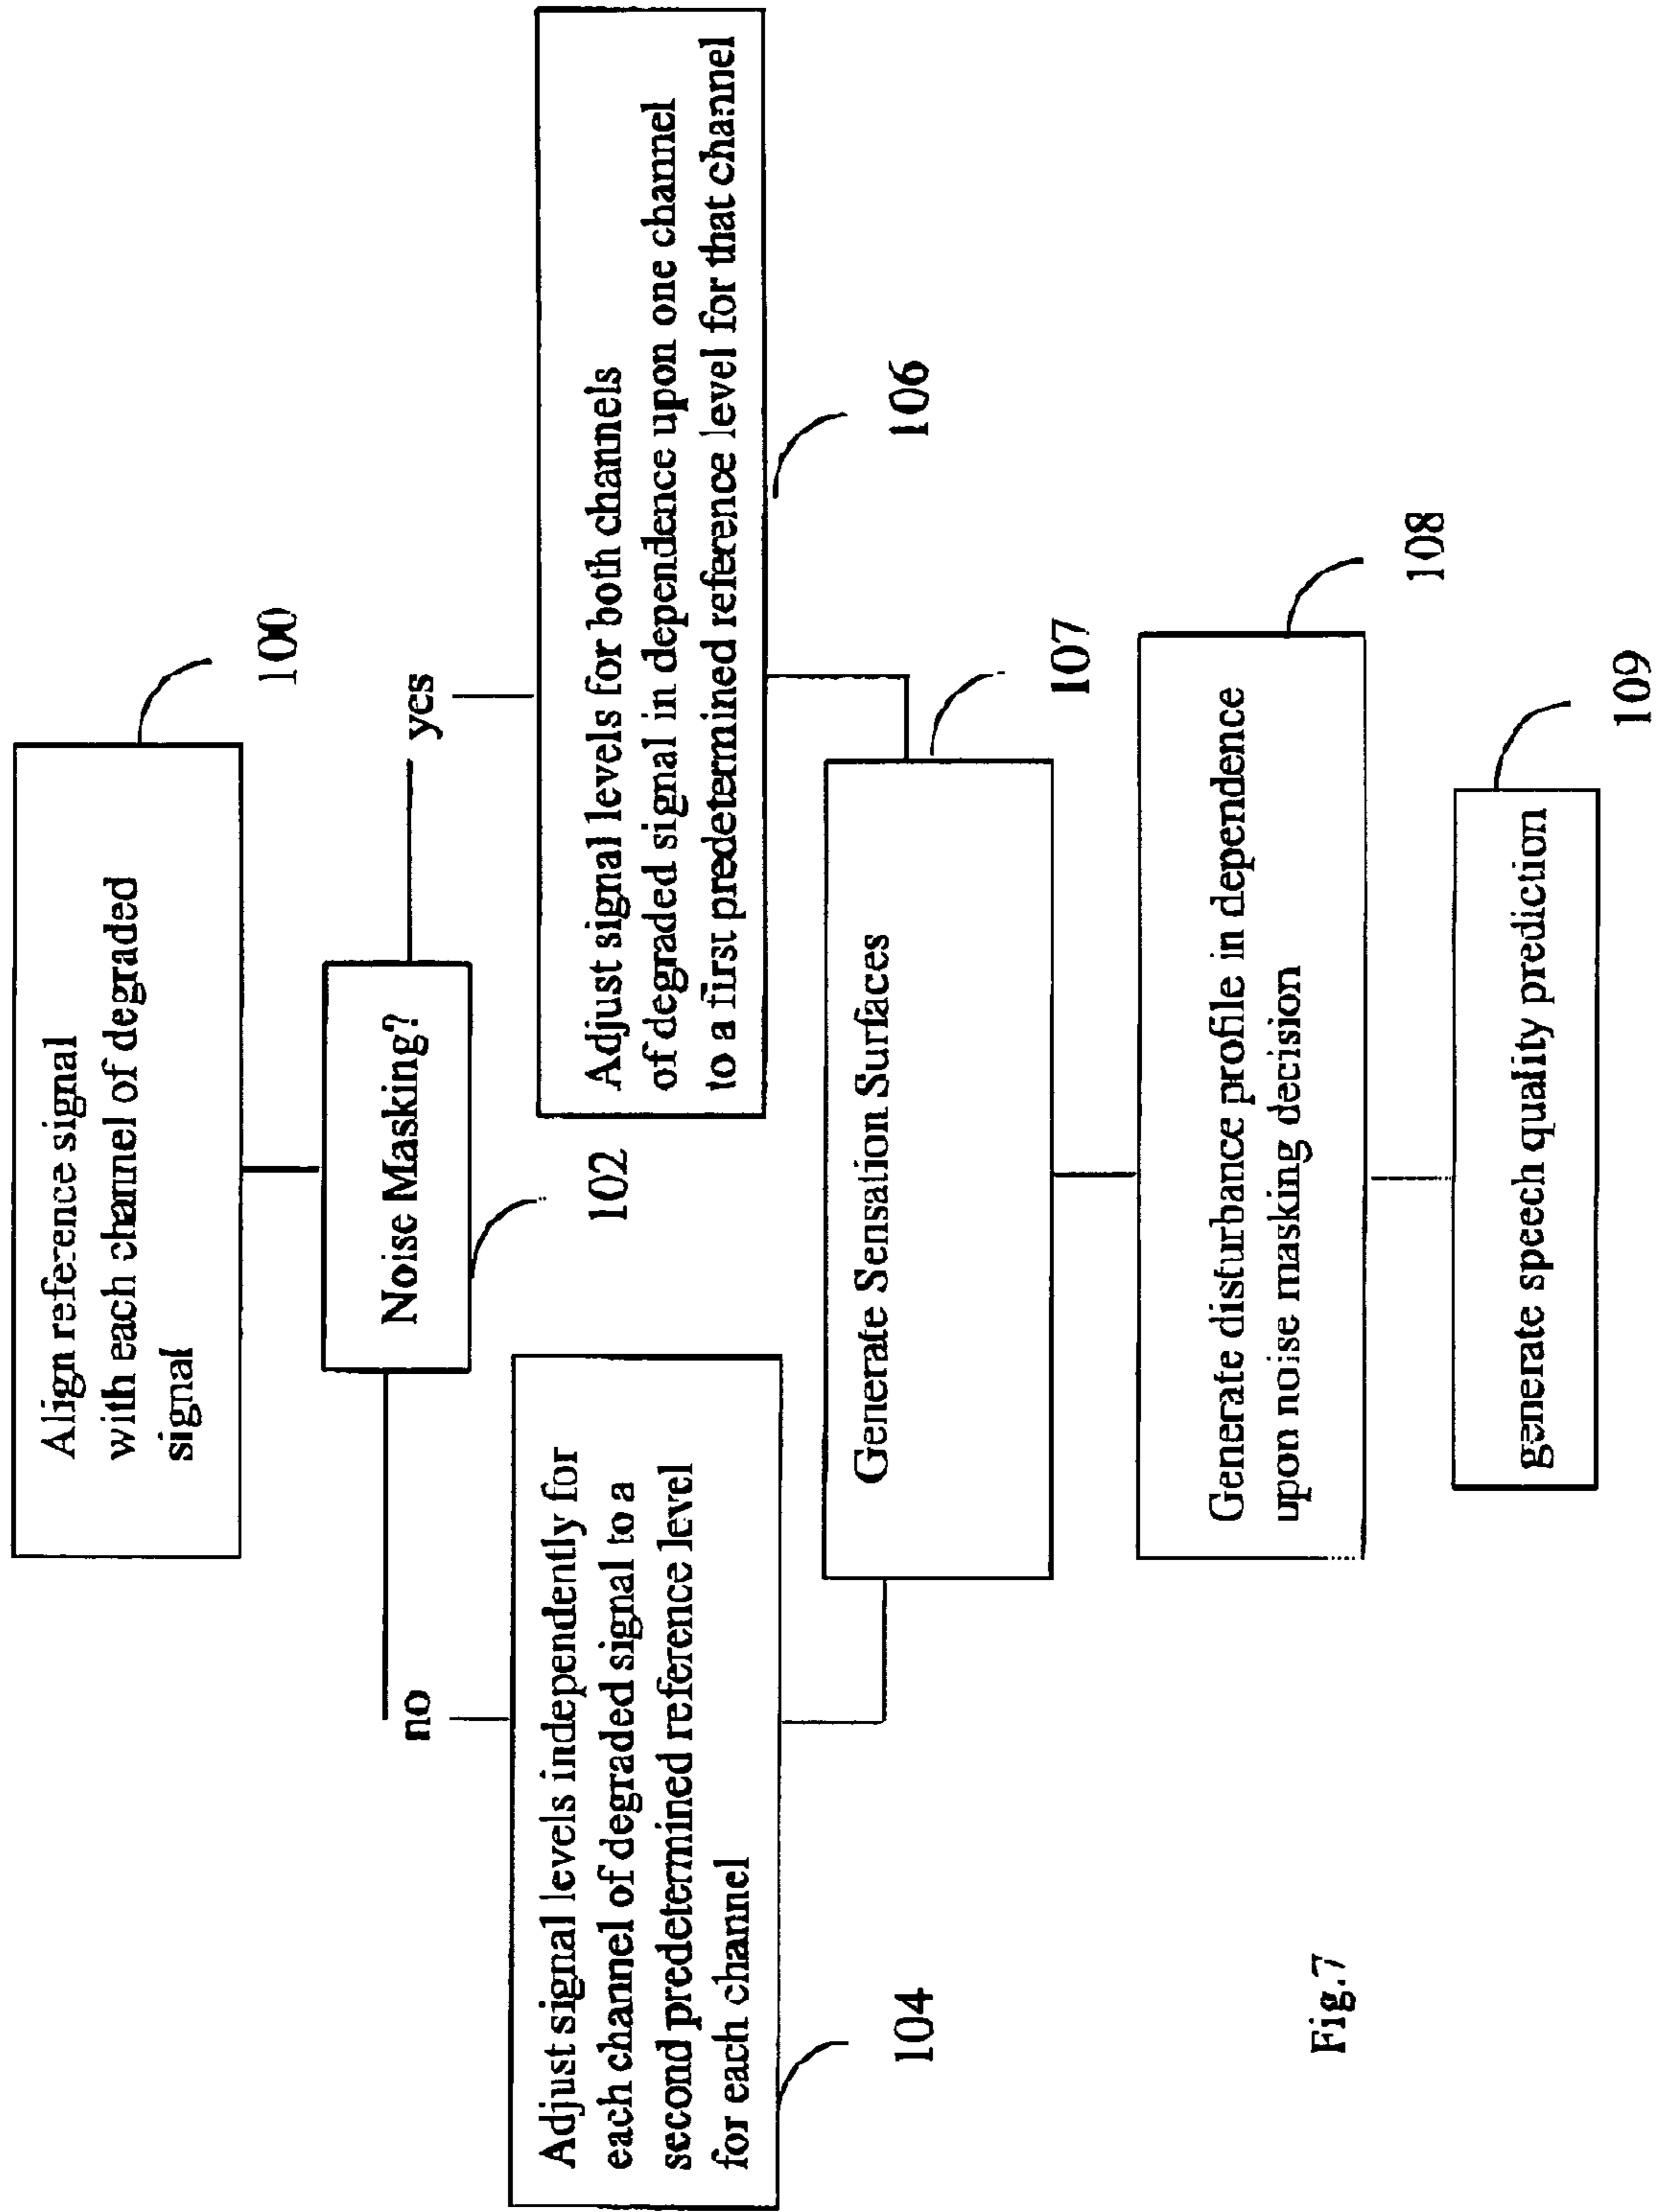 Align reference signal
with each channel of degraded
signal
100
Noise Masking?
102
no
yes
Adjust signal levels independently for
each channel of degraded signal to a
second predetermined reference level
for each channel
104
Adjust signal levels for both channels
of degraded signal in dependence upon one channel
to a first predetermined reference level for that channel
106
Generate Sensation Surfaces
107
Generate disturbance profile in dependence
upon noise masking decision
108
generate speech quality prediction
109
Fig.7